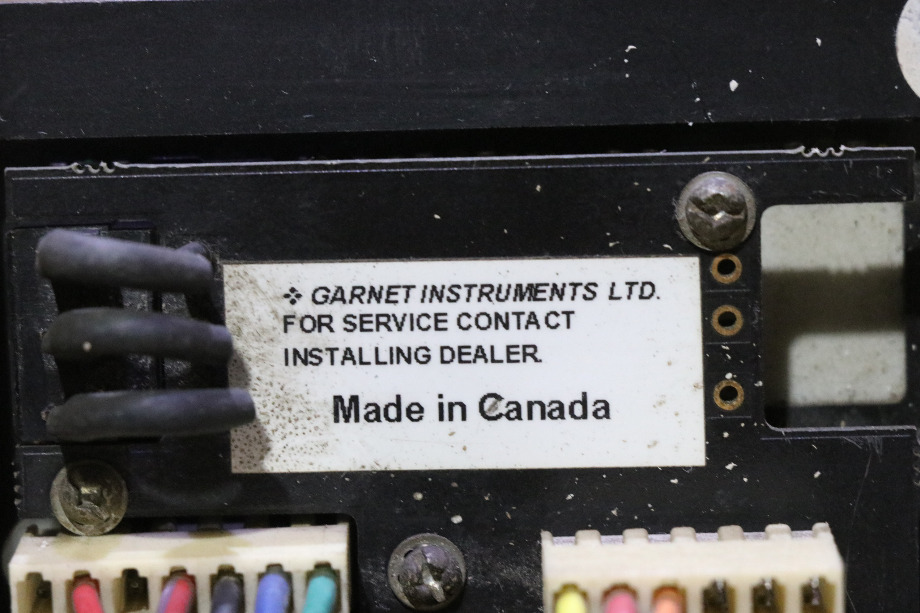 ❖ GARNET INSTRUMENTS LTD.
FOR SERVICE CONTACT
INSTALLING DEALER.
Made in Canada